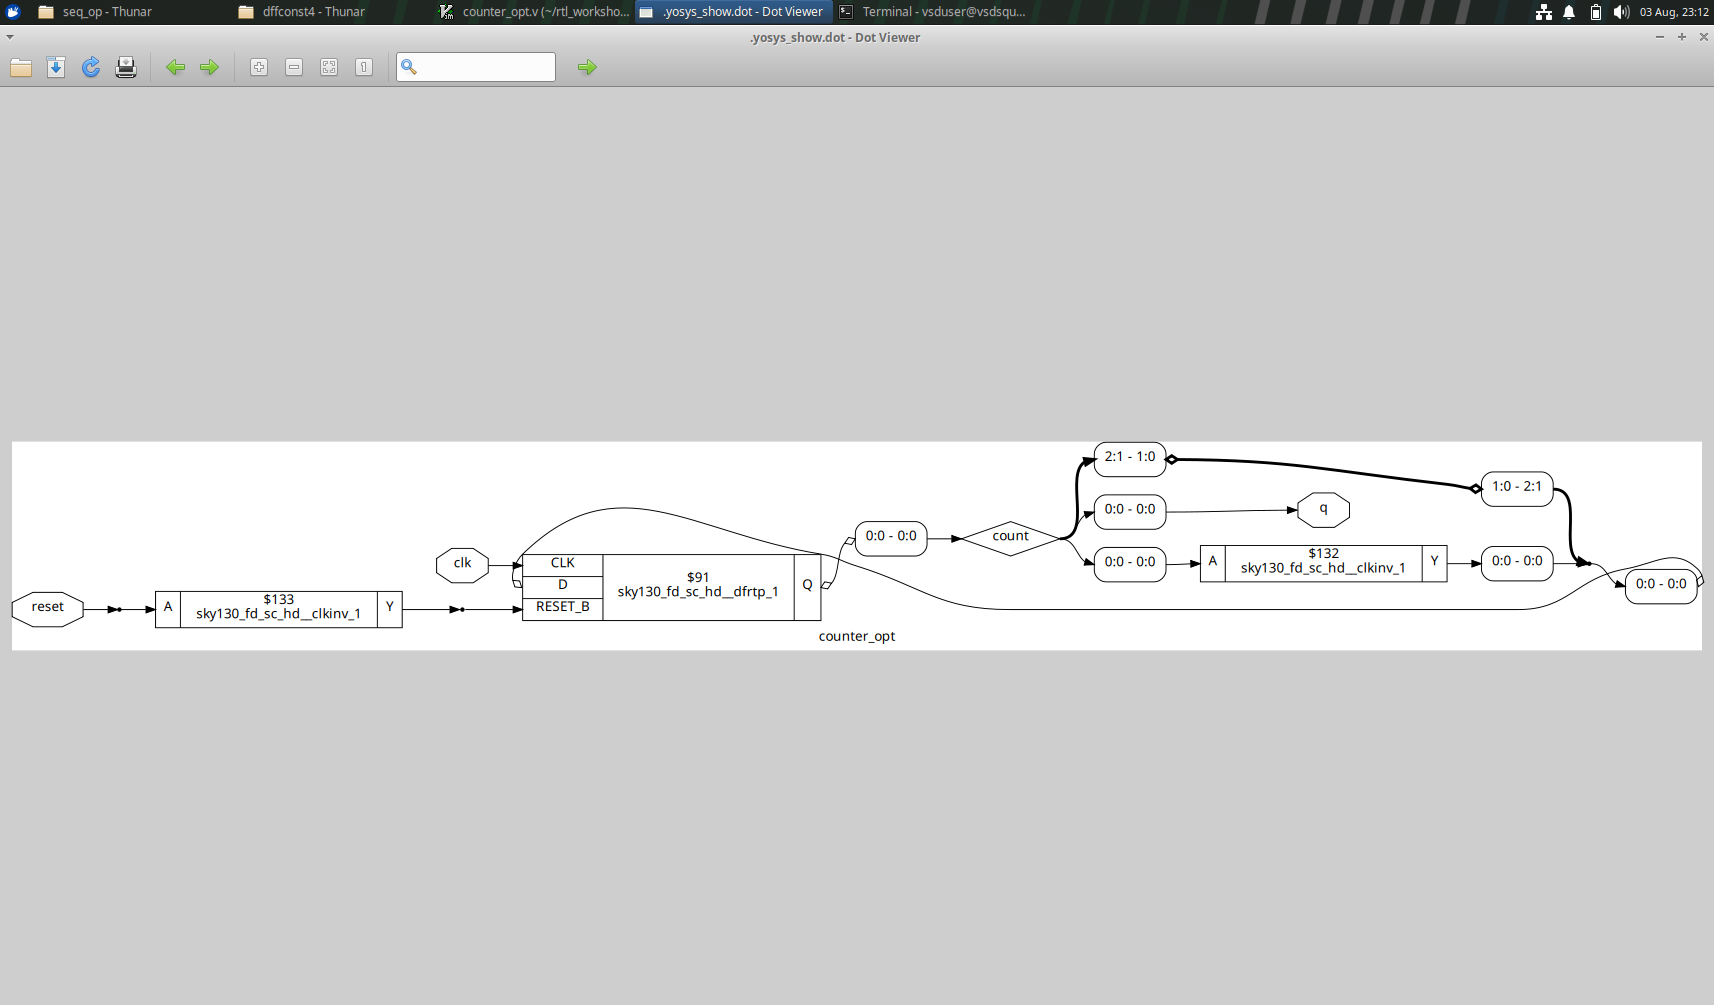 seq_op - Thunar
dffconst4 - Thunar
counter_opt.v (~/rtl_worksho...
.yosys_show.dot - Dot Viewer
Terminal - vsduser@vsdsqu...
03 Aug, 23:12
.yosys_show.dot - Dot Viewer
1
2:1 - 1:0
1:0 - 2:1
0:0 - 0:0
q
0:0 - 0:0
count
clk
CLK
D
RESET_B
$91
sky130_fd_sc_hd__dfrtp_1
Q
0:0 - 0:0
A
$132
sky130_fd_sc_hd__clkinv_1
Y
0:0 - 0:0
0:0 - 0:0
reset
A
$133
sky130_fd_sc_hd__clkinv_1
Y
counter_opt